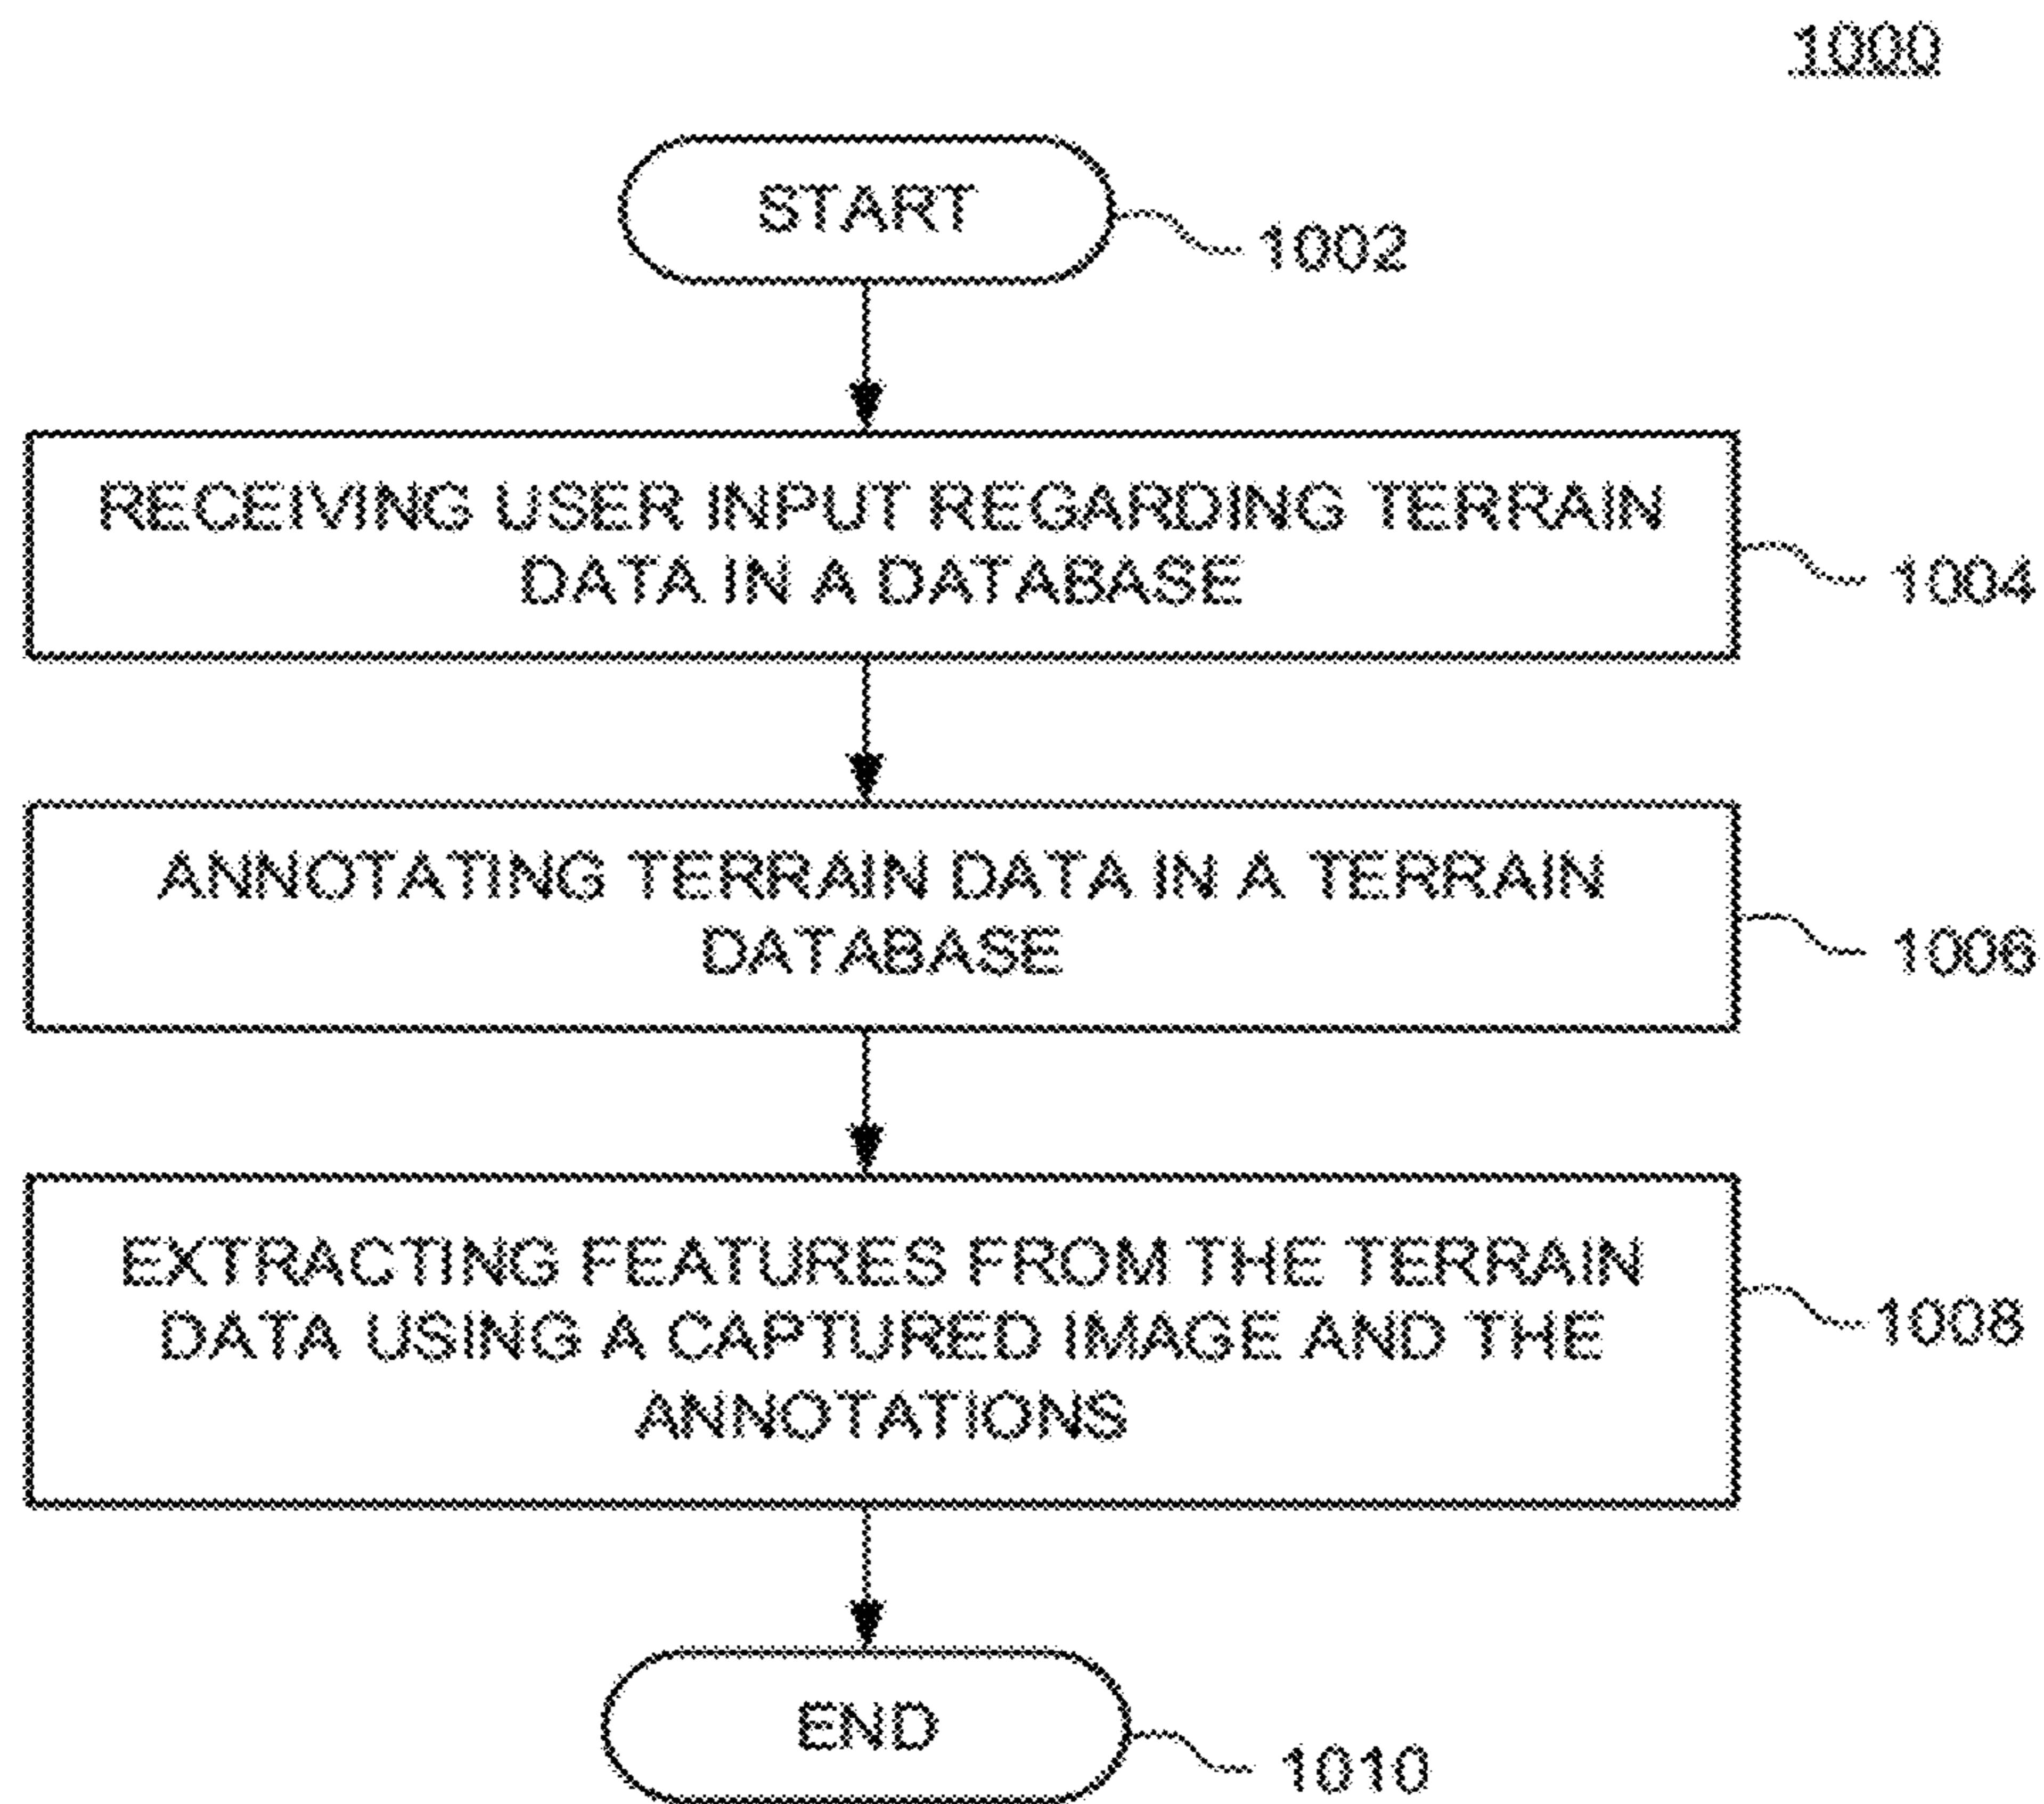 1000
START
1002
RECEIVING USER INPUT REGARDING TERRAIN
DATA IN A DATABASE
1004
ANNOTATING TERRAIN DATA IN A TERRAIN
DATABASE
1006
EXTRACTING FEATURES FROM THE TERRAIN
DATA USING A CAPTURED IMAGE AND THE
ANNOTATIONS
1008
END
1010